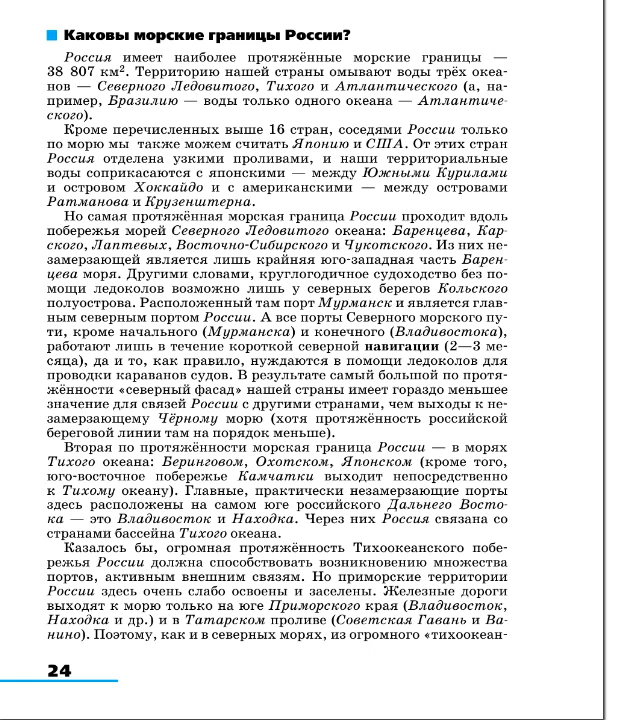 Каковы морские границы России?
Россия имеет наиболее протяжённые морские границы —
38 807 км². Территорию нашей страны омывают воды трёх океа-
нов — Северного Ледовитого, Тихого и Атлантического (а, на-
пример, Бразилию — воды только одного океана — Атлантиче-
ского).
Кроме перечисленных выше 16 стран, соседями России только
по морю мы также можем считать Японию и США. От этих стран
Россия отделена узкими проливами, и наши территориальные
воды соприкасаются с японскими — между Южными Курилами
и островом Хоккайдо и с американскими — между островами
Ратманова и Крузенштерна.
Но самая протяжённая морская граница России проходит вдоль
побережья морей Северного Ледовитого океана: Баренцева, Кар-
ского, Лаптевых, Восточно-Сибирского и Чукотского. Из них не-
замерзающей является лишь крайняя юго-западная часть Барен-
цева моря. Другими словами, круглогодичное судоходство без по-
мощи ледоколов возможно лишь у северных берегов Кольского
полуострова. Расположенный там порт Мурманск и является глав-
ным северным портом России. А все порты Северного морского пу-
ти, кроме начального (Мурманска) и конечного (Владивостока),
работают лишь в течение короткой северной навигации (2—3 ме-
сяца), да и то, как правило, нуждаются в помощи ледоколов для
проводки караванов судов. В результате самый большой по протя-
жённости «северный фасад» нашей страны имеет гораздо меньшее
значение для связей России с другими странами, чем выходы к не-
замерзающему Чёрному морю (хотя протяжённость российской
береговой линии там на порядок меньше).
Вторая по протяжённости морская граница России — в морях
Тихого океана: Беринговом, Охотском, Японском (кроме того,
юго-восточное побережье Камчатки выходит непосредственно
к Тихому океану). Главные, практически незамерзающие порты
здесь расположены на самом юге российского Дальнего Восто-
ка — это Владивосток и Находка. Через них Россия связана со
странами бассейна Тихого океана.
Казалось бы, огромная протяжённость Тихоокеанского побе-
режья России должна способствовать возникновению множества
портов, активным внешним связям. Но приморские территории
России здесь очень слабо освоены и заселены. Железные дороги
выходят к морю только на юге Приморского края (Владивосток,
Находка и др.) и в Татарском проливе (Советская Гавань и Ва-
нино). Поэтому, как и в северных морях, из огромного «тихоокеан-
24